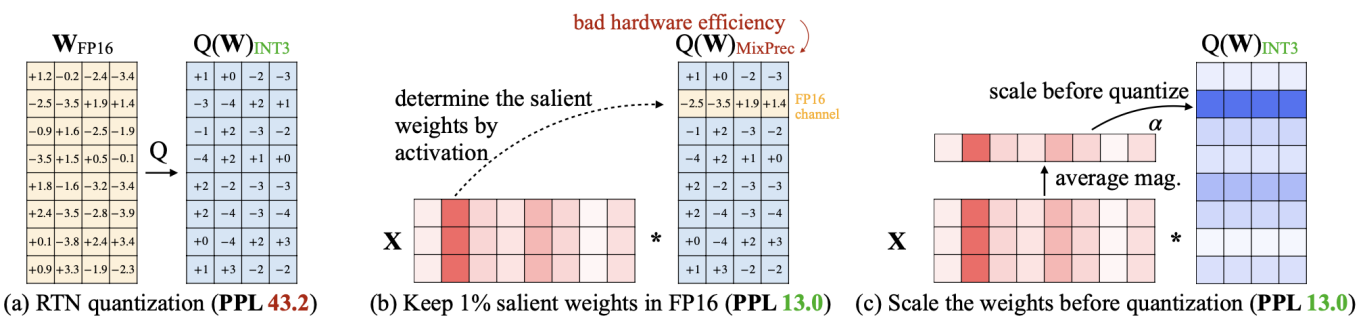 bad hardware efficiency
W_FP16 Q(W)_INT3 Q(W)_MixPrec Q(W)_INT3
+1.2 −0.2 −2.4 −3.4
−2.5 −3.5 +1.9 +1.4
−0.9 +1.6 −2.5 −1.9
−3.5 +1.5 +0.5 −0.1
+1.8 −1.6 −3.2 −3.4
+2.4 −3.5 −2.8 −3.9
+0.1 −3.8 +2.4 +3.4
+0.9 +3.3 −1.9 −2.3
Q
+1 +0 −2 −3
−3 −4 +2 +1
−1 +2 −3 −2
−4 +2 +1 +0
+2 −2 −3 −3
+2 −4 −3 −4
+0 −4 +2 +3
+1 +3 −2 −2
(a) RTN quantization (PPL 43.2)
determine the salient
weights by
activation
+1 +0 −2 −3
−2.5 −3.5 +1.9 +1.4
FP16
channel
−1 +2 −3 −2
−4 +2 +1 +0
+2 −2 −3 −3
+2 −4 −3 −4
+0 −4 +2 +3
+1 +3 −2 −2
X *
(b) Keep 1% salient weights in FP16 (PPL 13.0)
scale before quantize
α
average mag.
X *
(c) Scale the weights before quantization (PPL 13.0)